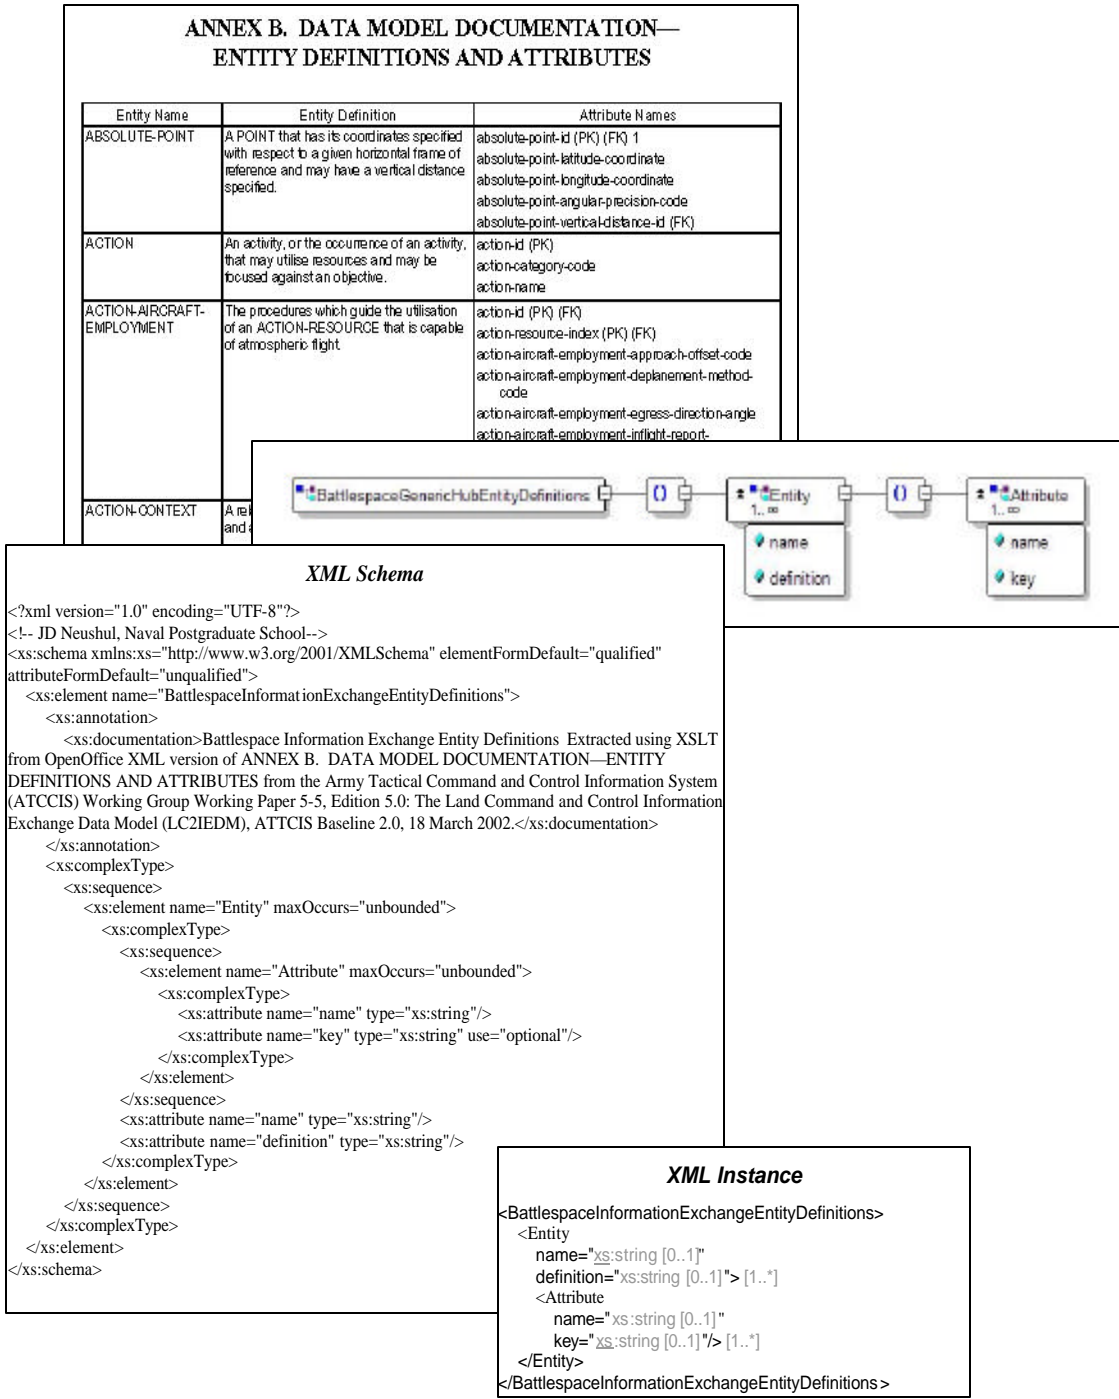 ANNEX B. DATA MODEL DOCUMENTATION—
ENTITY DEFINITIONS AND ATTRIBUTES
Entity Name Entity Definition Attribute Names
ABSOLUTE-POINT
A POINT that has its coordinates specified
with respect to a given horizontal frame of
reference and may have a vertical distance
specified.
absolute-point-id (PK) (FK) 1
absolute-point-latitude-coordinate
absolute-point-longitude-coordinate
absolute-point-angular-precision-code
absolute-point-vertical-distance-id (FK)
ACTION
An activity, or the occurrence of an activity,
that may utilise resources and may be
focused against an objective.
action-id (PK)
action-category-code
action-name
ACTION-AIRCRAFT-
EMPLOYMENT
The procedures which guide the utilisation
of an ACTION-RESOURCE that is capable
of atmospheric flight.
action-id (PK) (FK)
action-resource-index (PK) (FK)
action-aircraft-employment-approach-offset-code
action-aircraft-employment-deplanement-method-
code
action-aircraft-employment-egress-direction-angle
action-aircraft-employment-inflight-report-
ACTION-CONTEXT
A rel
and a
BattlespaceGenericHubEntityDefinitions
Entity
1..∞
name
definition
Attribute
1..∞
name
key
XML Schema
<?xml version="1.0" encoding="UTF-8"?>
<!-- JD Neushul, Naval Postgraduate School-->
<xs:schema xmlns:xs="http://www.w3.org/2001/XMLSchema" elementFormDefault="qualified"
attributeFormDefault="unqualified">
<xs:element name="BattlespaceInformationExchangeEntityDefinitions">
<xs:annotation>
<xs:documentation>Battlespace Information Exchange Entity Definitions Extracted using XSLT
from OpenOffice XML version of ANNEX B. DATA MODEL DOCUMENTATION—ENTITY
DEFINITIONS AND ATTRIBUTES from the Army Tactical Command and Control Information System
(ATCCIS) Working Group Working Paper 5-5, Edition 5.0: The Land Command and Control Information
Exchange Data Model (LC2IEDM), ATTCIS Baseline 2.0, 18 March 2002.</xs:documentation>
</xs:annotation>
<xs:complexType>
<xs:sequence>
<xs:element name="Entity" maxOccurs="unbounded">
<xs:complexType>
<xs:sequence>
<xs:element name="Attribute" maxOccurs="unbounded">
<xs:complexType>
<xs:attribute name="name" type="xs:string"/>
<xs:attribute name="key" type="xs:string" use="optional"/>
</xs:complexType>
</xs:element>
</xs:sequence>
<xs:attribute name="name" type="xs:string"/>
<xs:attribute name="definition" type="xs:string"/>
</xs:complexType>
</xs:element>
</xs:sequence>
</xs:complexType>
</xs:element>
</xs:schema>
XML Instance
<BattlespaceInformationExchangeEntityDefinitions>
<Entity
name="xs:string [0..1]"
definition="xs:string [0..1]"> [1..*]
<Attribute
name="xs:string [0..1]"
key="xs:string [0..1]"/> [1..*]
</Entity>
</BattlespaceInformationExchangeEntityDefinitions>